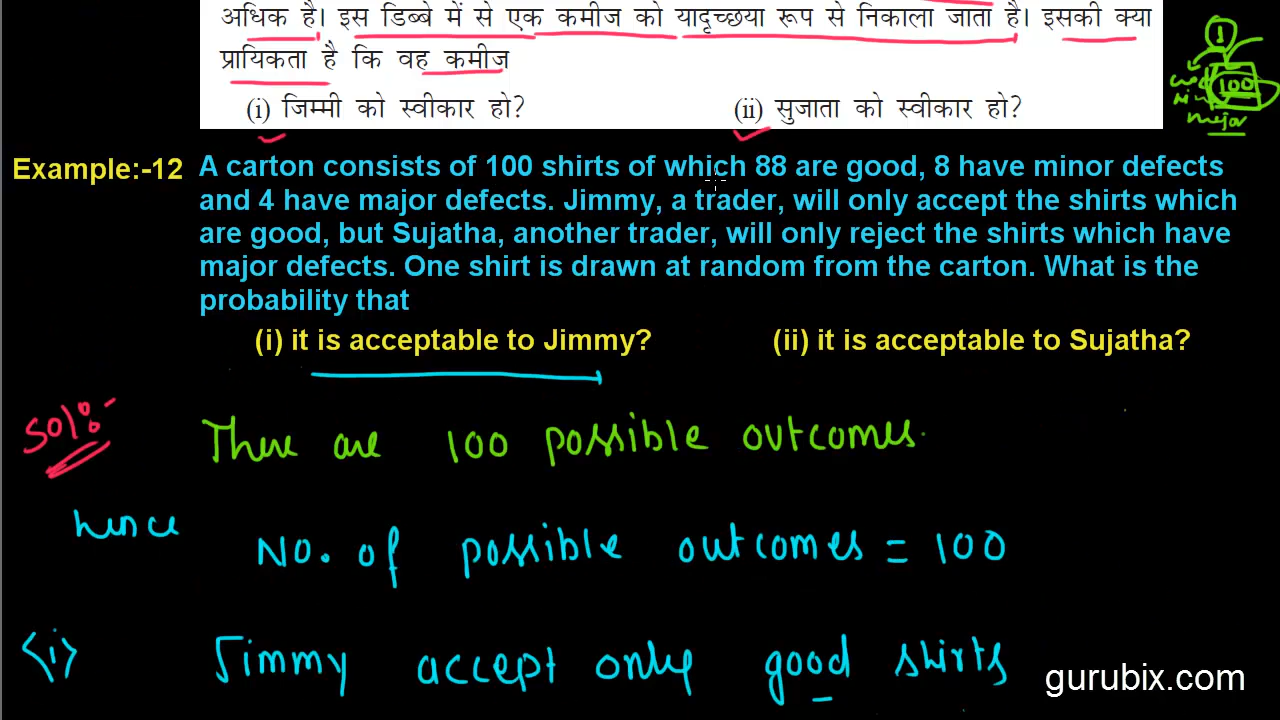 अधिक है। इस डिब्बे में से एक कमीज को यादृच्छया रूप से निकाला जाता है। इसकी क्या
प्रायिकता है कि वह कमीज
(i) जिम्मी को स्वीकार हो? (ii) सुजाता को स्वीकार हो?
1
100
major
Example:-12 A carton consists of 100 shirts of which 88 are good, 8 have minor defects
and 4 have major defects. Jimmy, a trader, will only accept the shirts which
are good, but Sujatha, another trader, will only reject the shirts which have
major defects. One shirt is drawn at random from the carton. What is the
probability that
(i) it is acceptable to Jimmy? (ii) it is acceptable to Sujatha?
Sol%:- There are 100 possible outcomes.
hence No. of possible outcomes = 100
<i> Jimmy accept only good shirts
gurubix.com